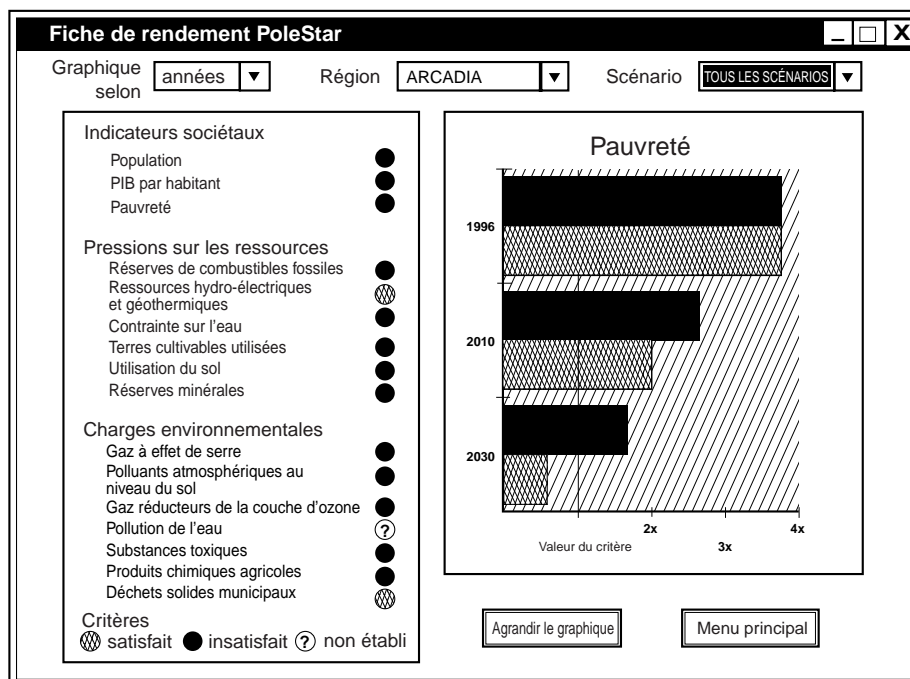 Fiche de rendement PoleStar
_ □ X
Graphique
selon
années
Région
ARCADIA
Scénario
TOUS LES SCÉNARIOS
Indicateurs sociétaux
Population
PIB par habitant
Pauvreté
Pressions sur les ressources
Réserves de combustibles fossiles
Ressources hydro-électriques
et géothermiques
Contrainte sur l'eau
Terres cultivables utilisées
Utilisation du sol
Réserves minérales
Charges environnementales
Gaz à effet de serre
Polluants atmosphériques au
niveau du sol
Gaz réducteurs de la couche d'ozone
Pollution de l'eau ?
Substances toxiques
Produits chimiques agricoles
Déchets solides municipaux
Critères
satisfait insatisfait ? non établi
Pauvreté
1996
2010
2030
2x 4x
Valeur du critère 3x
Agrandir le graphique
Menu principal